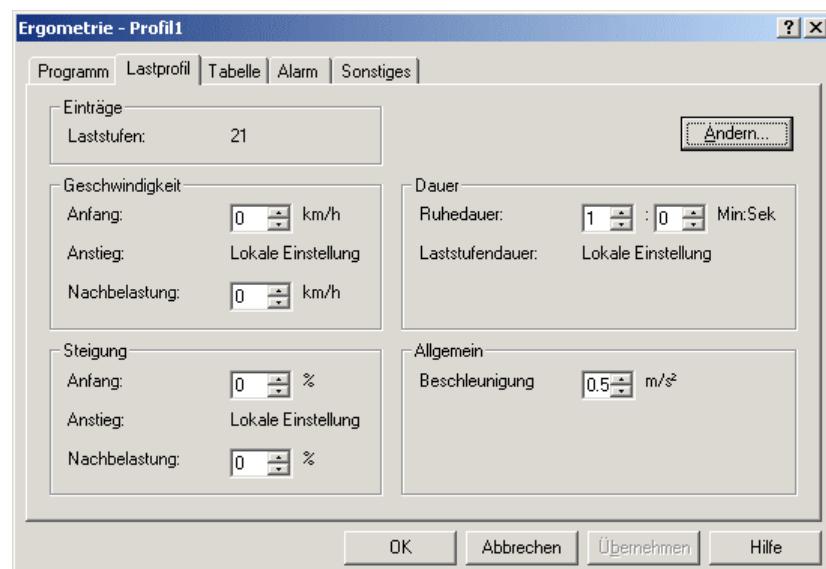 Ergometrie - Profil1
Programm Lastprofil Tabelle Alarm Sonstiges
Einträge
Laststufen: 21
Ändern...
Geschwindigkeit
Anfang: 0 km/h
Anstieg: Lokale Einstellung
Nachbelastung: 0 km/h
Dauer
Ruhedauer: 1 : 0 Min:Sek
Laststufendauer: Lokale Einstellung
Steigung
Anfang: 0 %
Anstieg: Lokale Einstellung
Nachbelastung: 0 %
Allgemein
Beschleunigung 0.5 m/s²
OK Abbrechen Übernehmen Hilfe